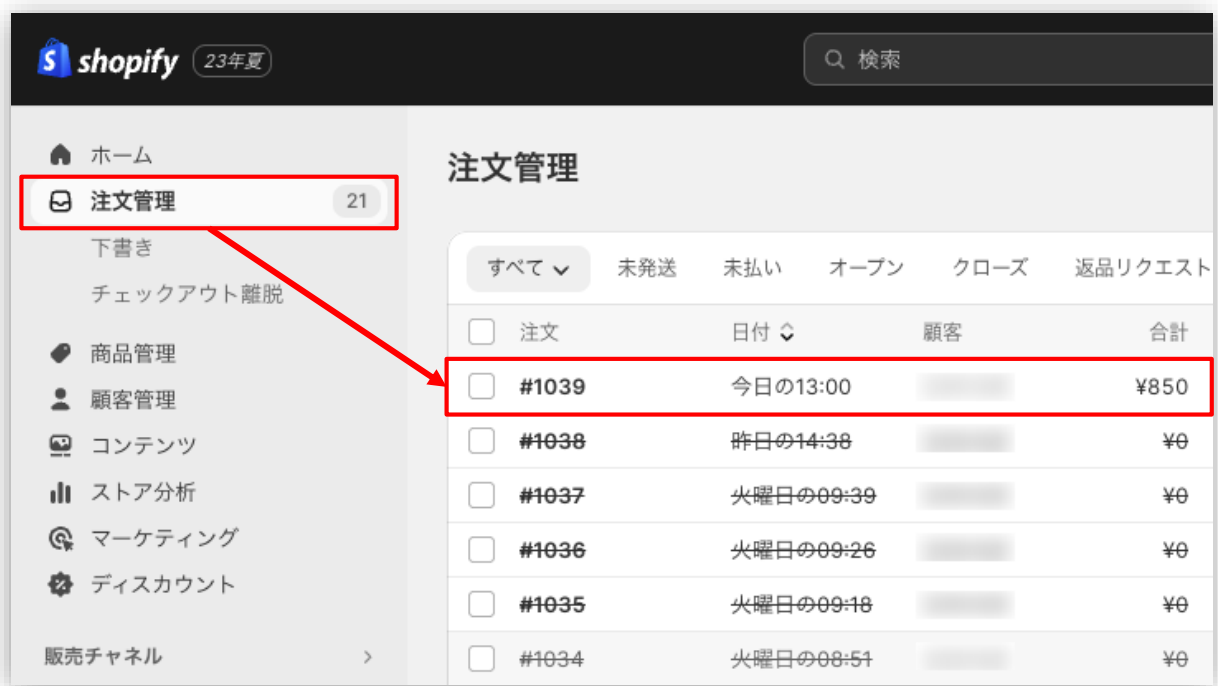 shopify 23年夏 検索
ホーム
注文管理 21
下書き
チェックアウト離脱
商品管理
顧客管理
コンテンツ
ストア分析
マーケティング
ディスカウント
販売チャネル
注文管理
すべて 未発送 未払い オープン クローズ 返品リクエスト
注文 日付 顧客 合計
#1039 今日の13:00 ¥850
#1038 昨日の14:38 ¥0
#1037 火曜日の09:39 ¥0
#1036 火曜日の09:26 ¥0
#1035 火曜日の09:18 ¥0
#1034 火曜日の08:51 ¥0